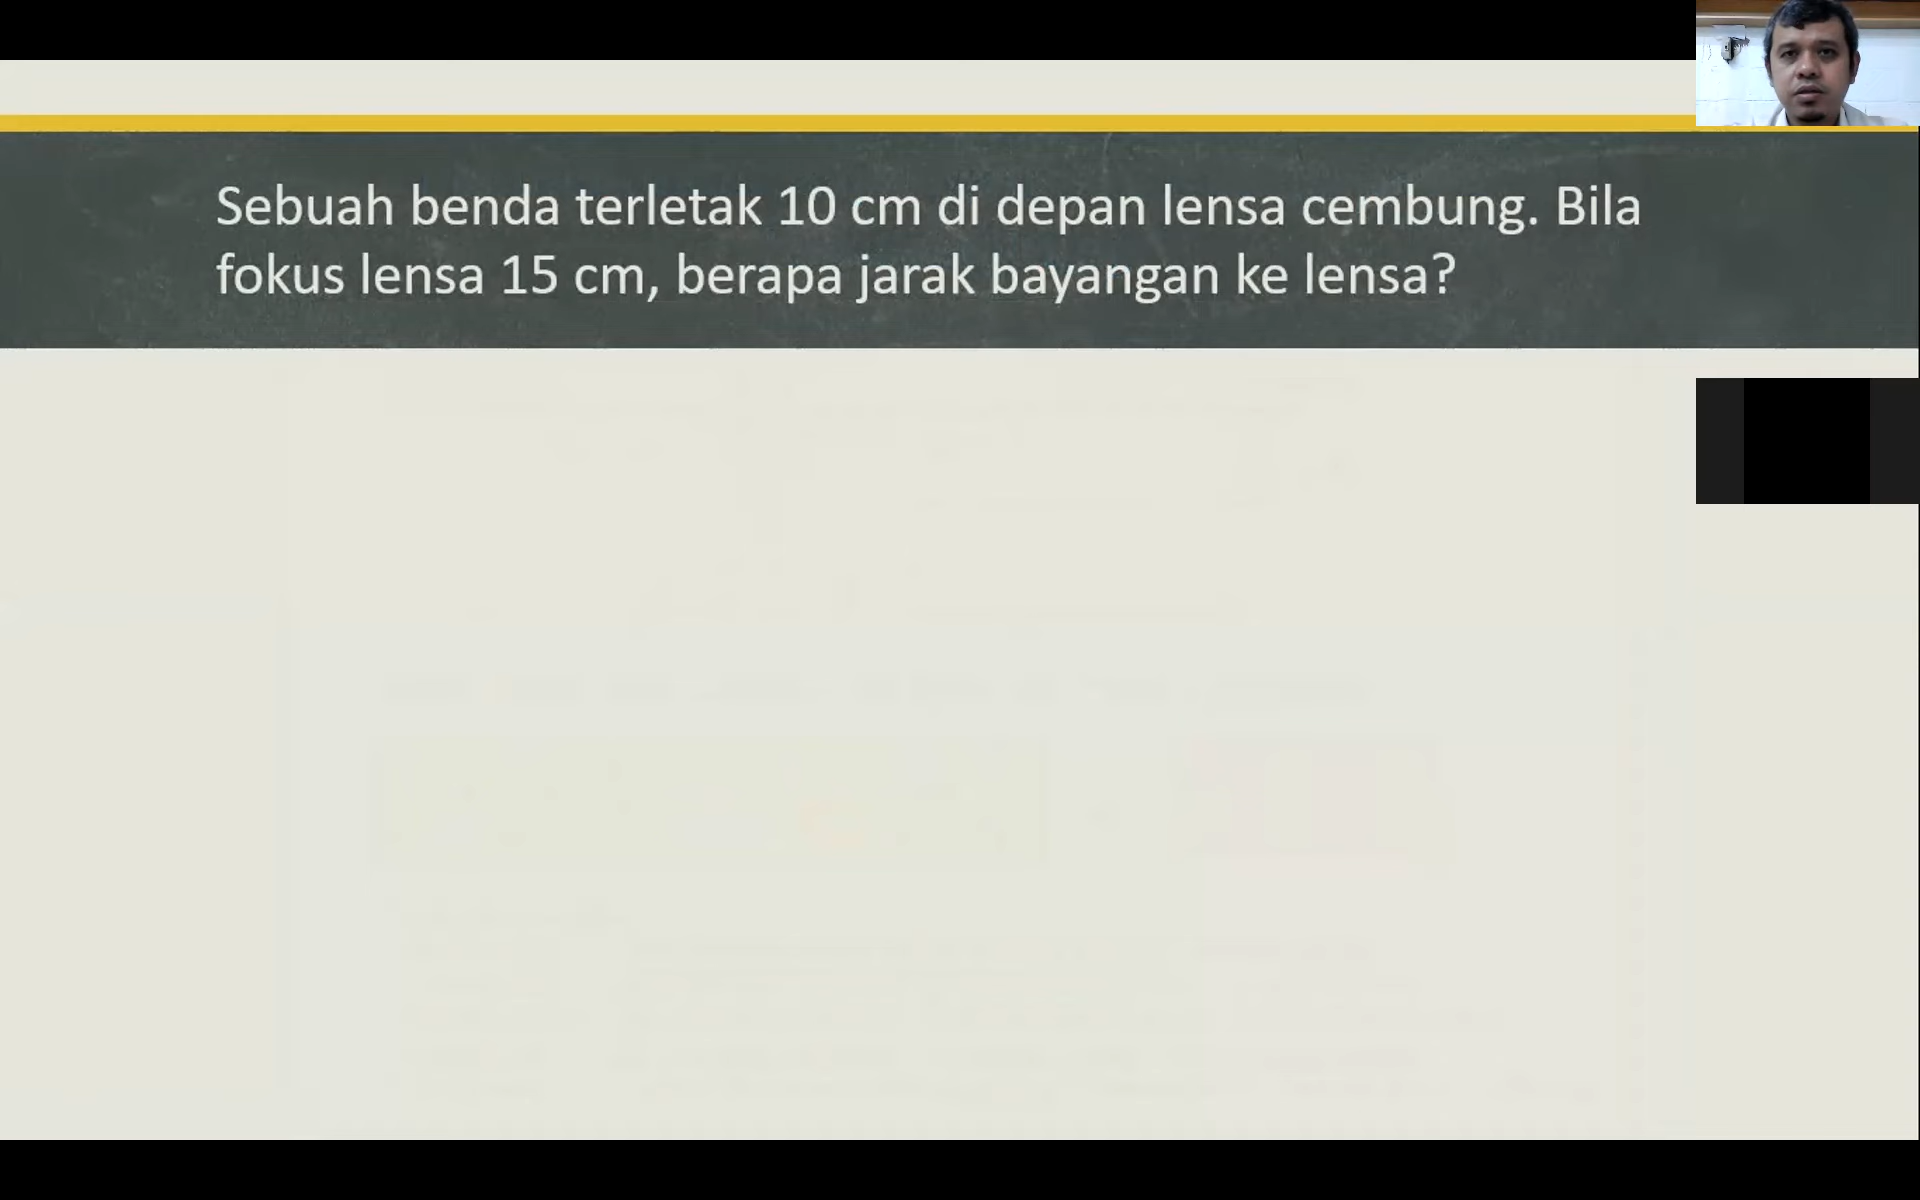 Sebuah benda terletak 10 cm di depan lensa cembung. Bila
fokus lensa 15 cm, berapa jarak bayangan ke lensa?